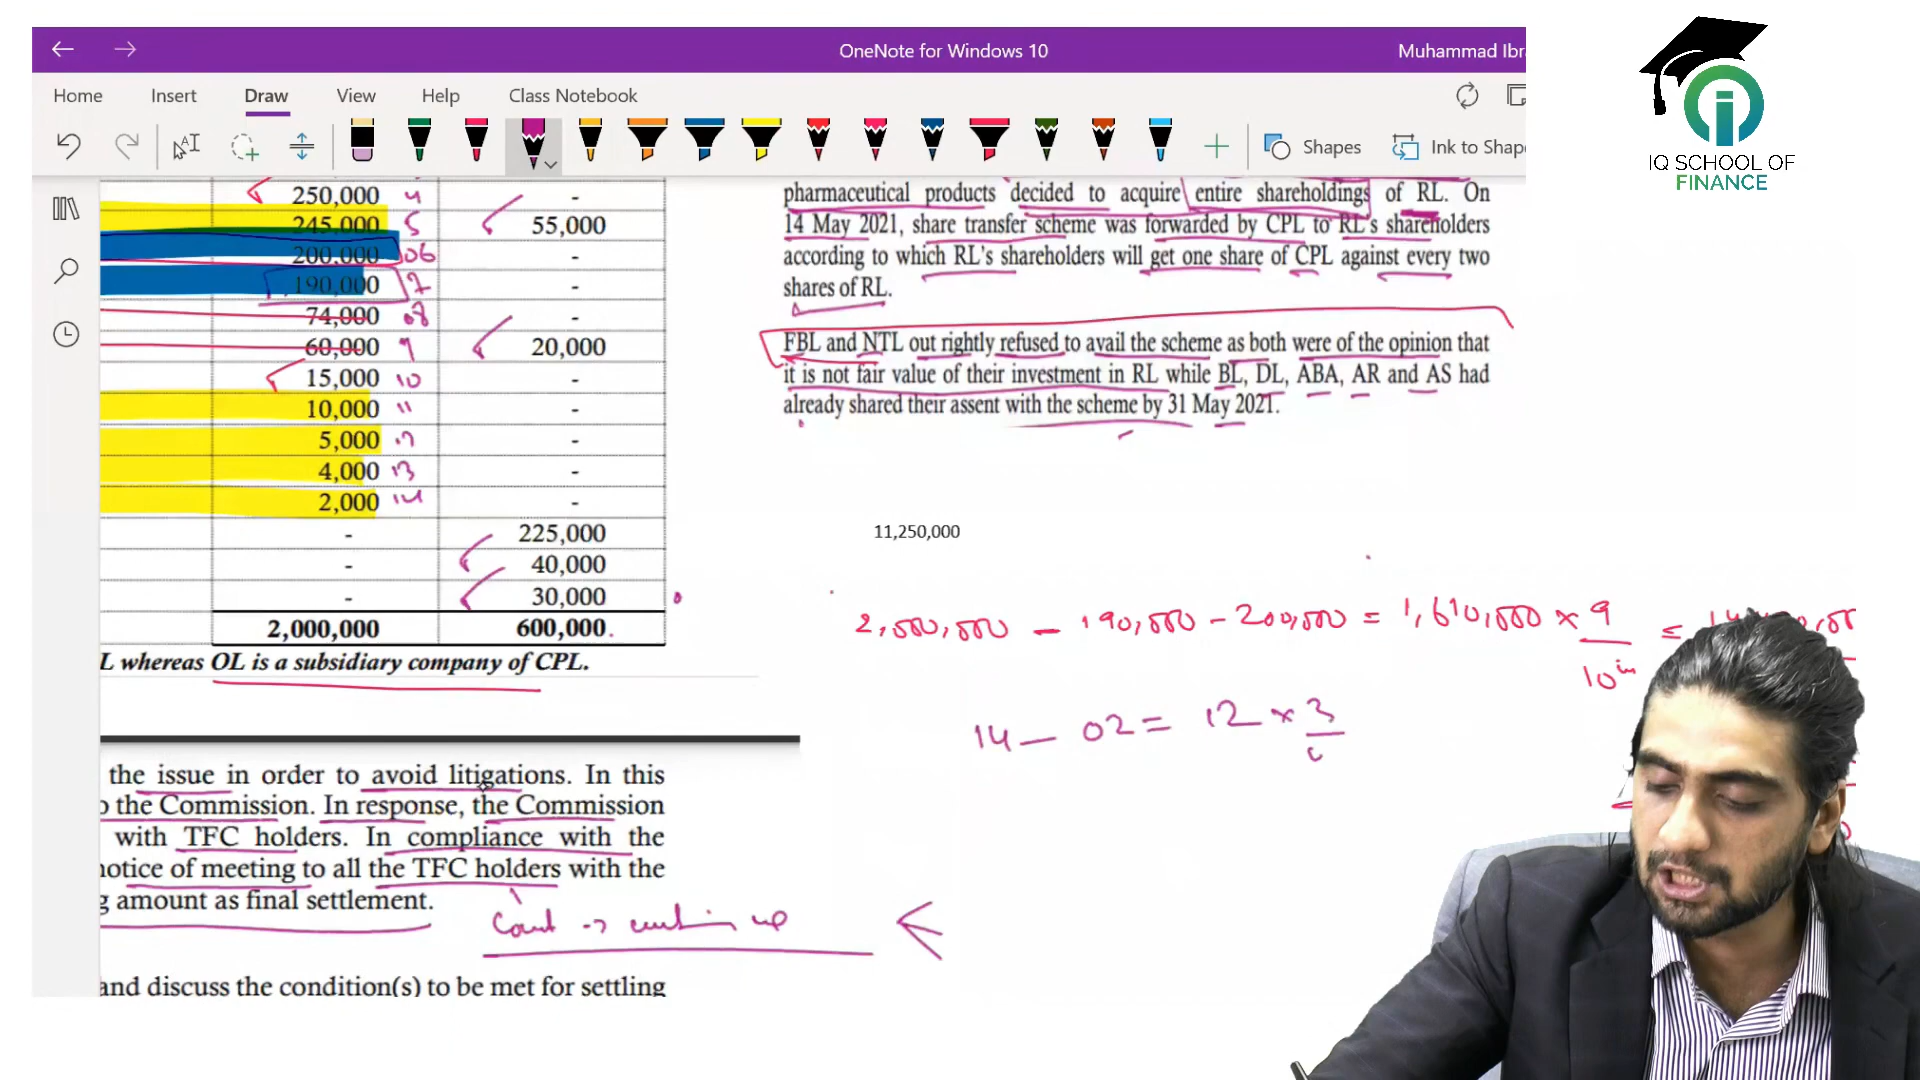 OneNote for Windows 10
Muhammad Ibr
Home Insert Draw View Help Class Notebook
Shapes Ink to Shap
IQ SCHOOL OF
FINANCE
250,000 4 -
245,000 5 55,000
200,000 06 -
190,000 7 -
74,000 08 -
60,000 9 20,000
15,000 10 -
10,000 11 -
5,000 -
4,000 13 -
2,000 14 -
- 225,000
- 40,000
- 30,000
2,000,000 600,000
L whereas OL is a subsidiary company of CPL.
the issue in order to avoid litigations. In this
the Commission. In response, the Commission
with TFC holders. In compliance with the
notice of meeting to all the TFC holders with the
g amount as final settlement.
and discuss the condition(s) to be met for settling
pharmaceutical products decided to acquire entire shareholdings of RL. On
14 May 2021, share transfer scheme was forwarded by CPL to RL's shareholders
according to which RL's shareholders will get one share of CPL against every two
shares of RL.
FBL and NTL out rightly refused to avail the scheme as both were of the opinion that
it is not fair value of their investment in RL while BL, DL, ABA, AR and AS had
already shared their assent with the scheme by 31 May 2021.
11,250,000
2,000,000 - 190,000 - 200,000 = 1,610,000 × 9
10
14 - 02 = 12 × 3